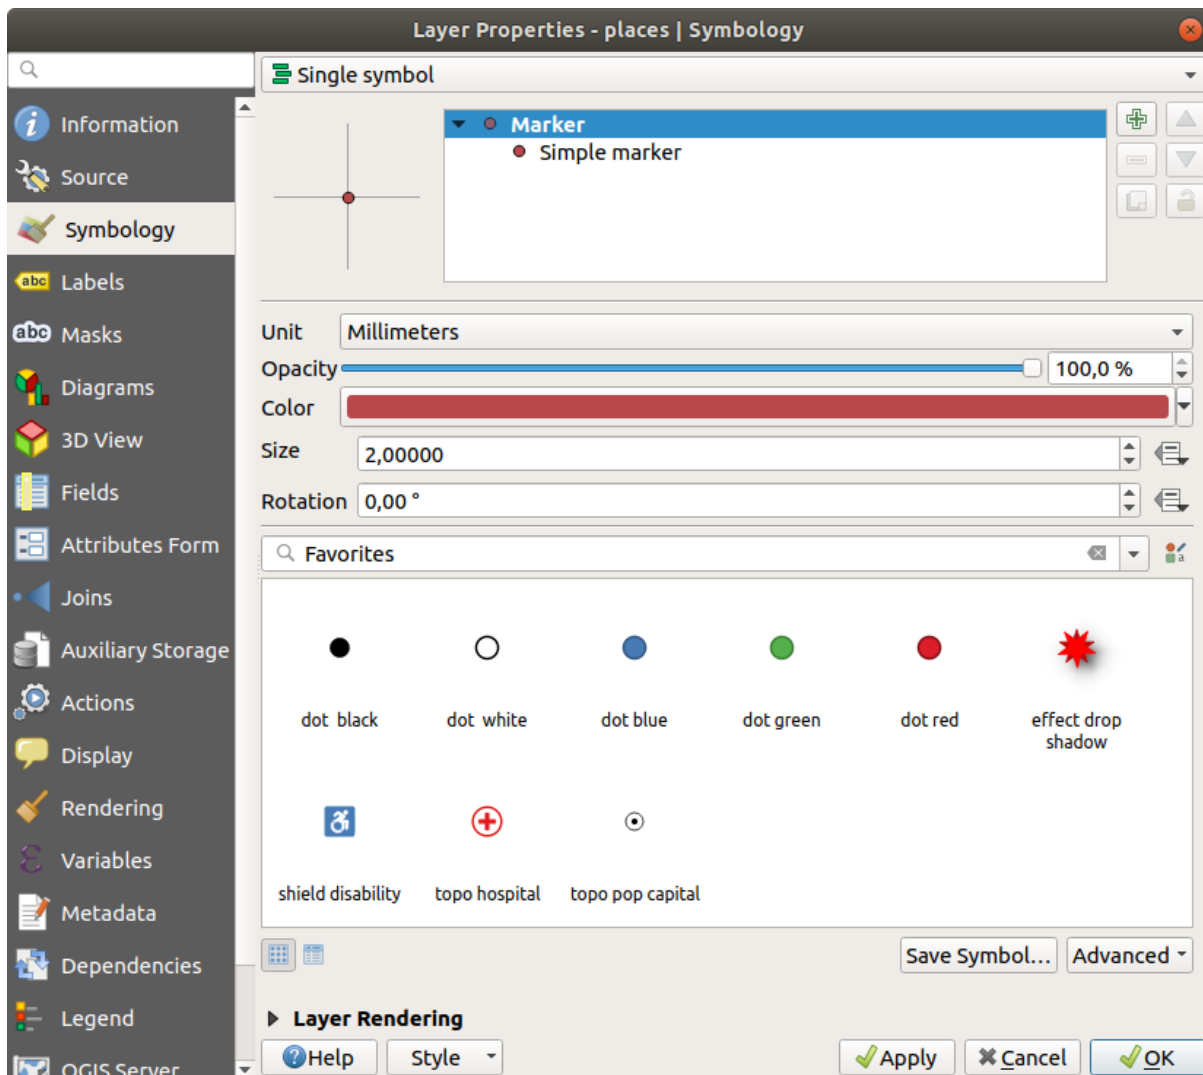 Layer Properties - places | Symbology
Information
Source
Symbology
abc Labels
abc Masks
Diagrams
3D View
Fields
Attributes Form
Joins
Auxiliary Storage
Actions
Display
Rendering
Variables
Metadata
Dependencies
Legend
QGIS Server
Single symbol
Marker
Simple marker
Unit Millimeters
Opacity 100,0 %
Color
Size 2,00000
Rotation 0,00 °
Favorites
dot black
dot white
dot blue
dot green
dot red
effect drop
shadow
shield disability
topo hospital
topo pop capital
Save Symbol...
Advanced
Layer Rendering
Help
Style
Apply
Cancel
OK